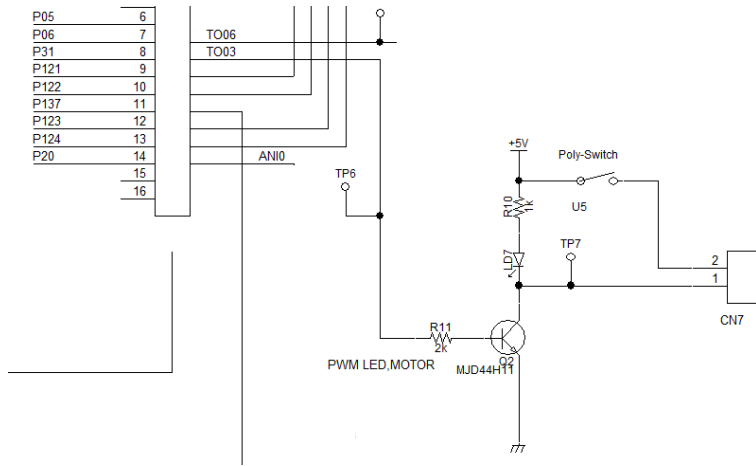 P05 6
P06 7 TO06
P31 8 TO03
P121 9
P122 10
P137 11
P123 12
P124 13
P20 14 ANI0
15
16
TP6
+5V
Poly-Switch
U5
R10
1k
LD7
TP7
2
1
CN7
R11
2k
Q2
MJD44H11
PWM LED,MOTOR